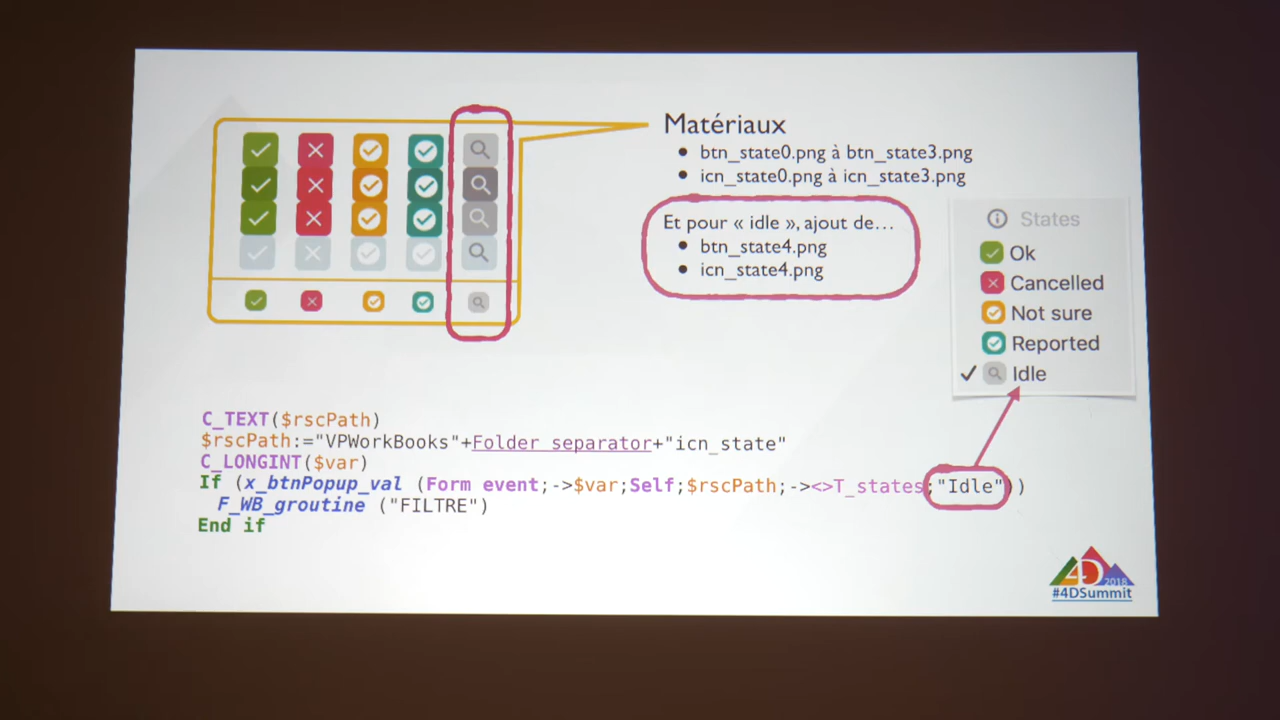 Matériaux
• btn_state0.png à btn_state3.png
• icn_state0.png à icn_state3.png
Et pour « idle », ajout de…
• btn_state4.png
• icn_state4.png
States
Ok
Cancelled
Not sure
Reported
✓ Idle
C_TEXT($rscPath)
$rscPath:="VPWorkBooks"+Folder separator+"icn_state"
C_LONGINT($var)
If (x_btnPopup_val (Form event;->$var;Self;$rscPath;-><>T_states;"Idle"))
F_WB_groutine ("FILTRE")
End if
4D
2018
#4DSummit